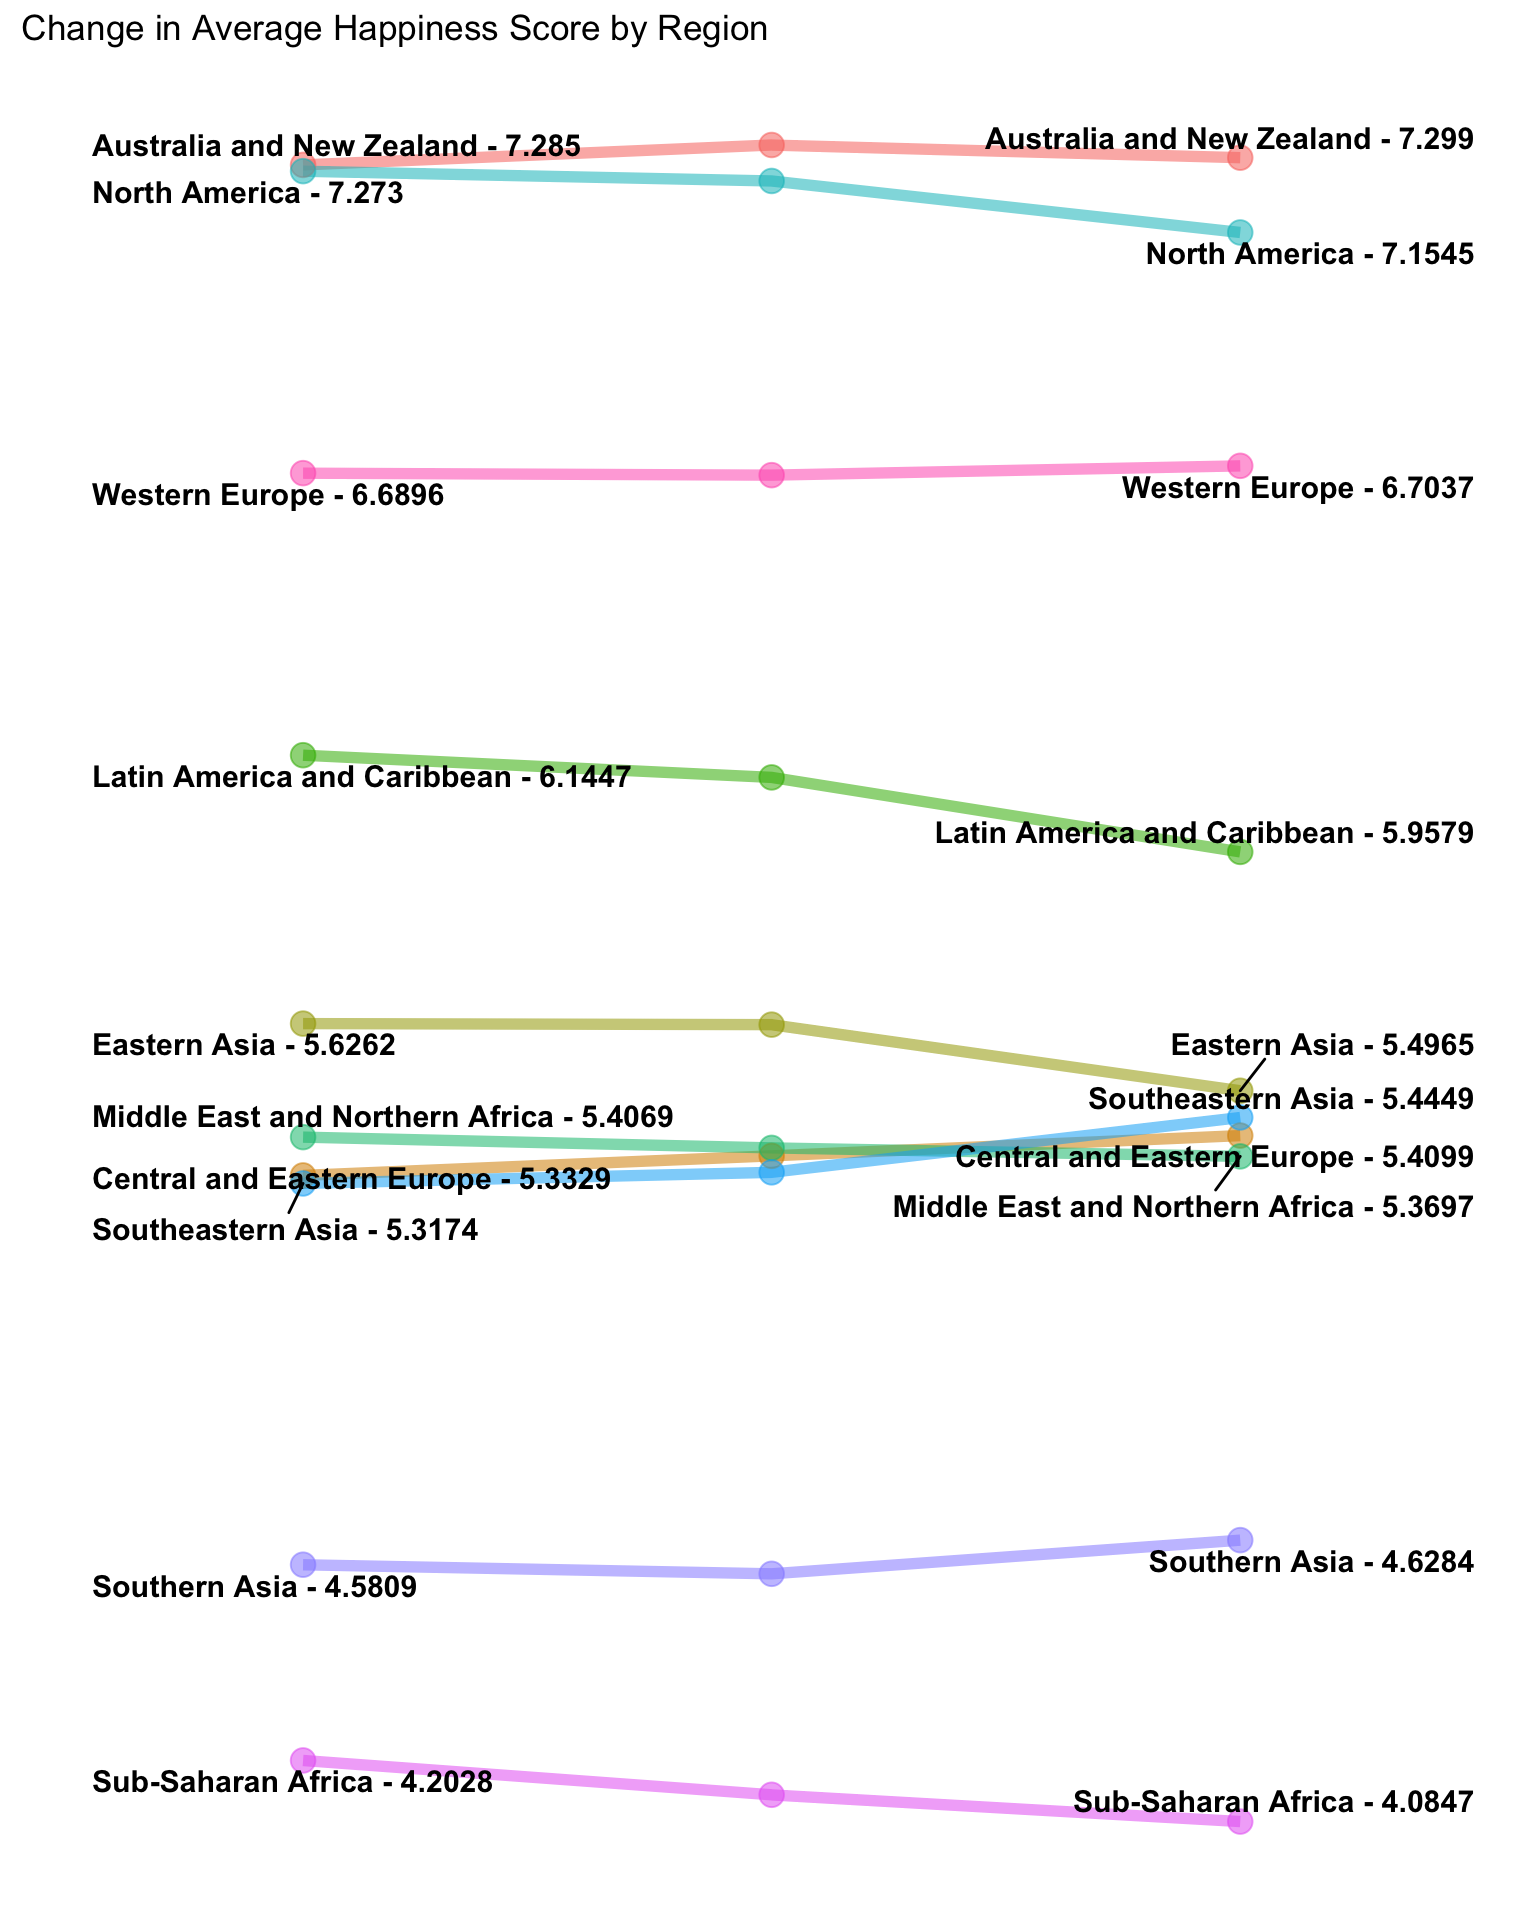 Change in Average Happiness Score by Region
Australia and New Zealand - 7.285
Australia and New Zealand - 7.299
North America - 7.273
North America - 7.1545
Western Europe - 6.6896
Western Europe - 6.7037
Latin America and Caribbean - 6.1447
Latin America and Caribbean - 5.9579
Eastern Asia - 5.6262
Eastern Asia - 5.4965
Middle East and Northern Africa - 5.4069
Southeastern Asia - 5.4449
Central and Eastern Europe - 5.3329
Central and Eastern Europe - 5.4099
Southeastern Asia - 5.3174
Middle East and Northern Africa - 5.3697
Southern Asia - 4.5809
Southern Asia - 4.6284
Sub-Saharan Africa - 4.2028
Sub-Saharan Africa - 4.0847